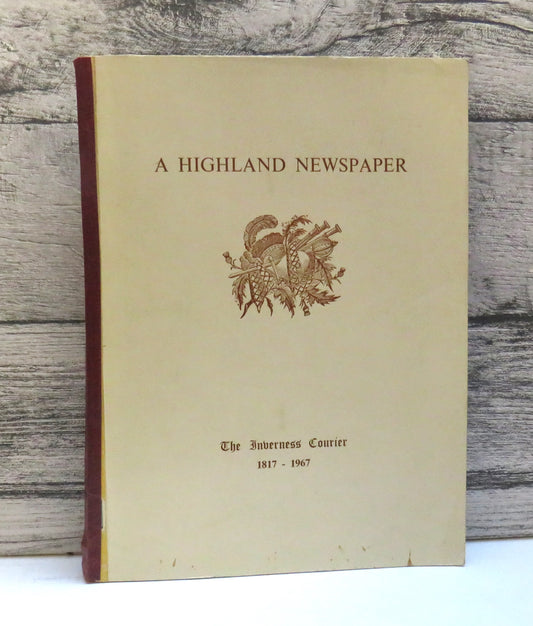 A HIGHLAND NEWSPAPER
The Inverness Courier
1817 - 1967